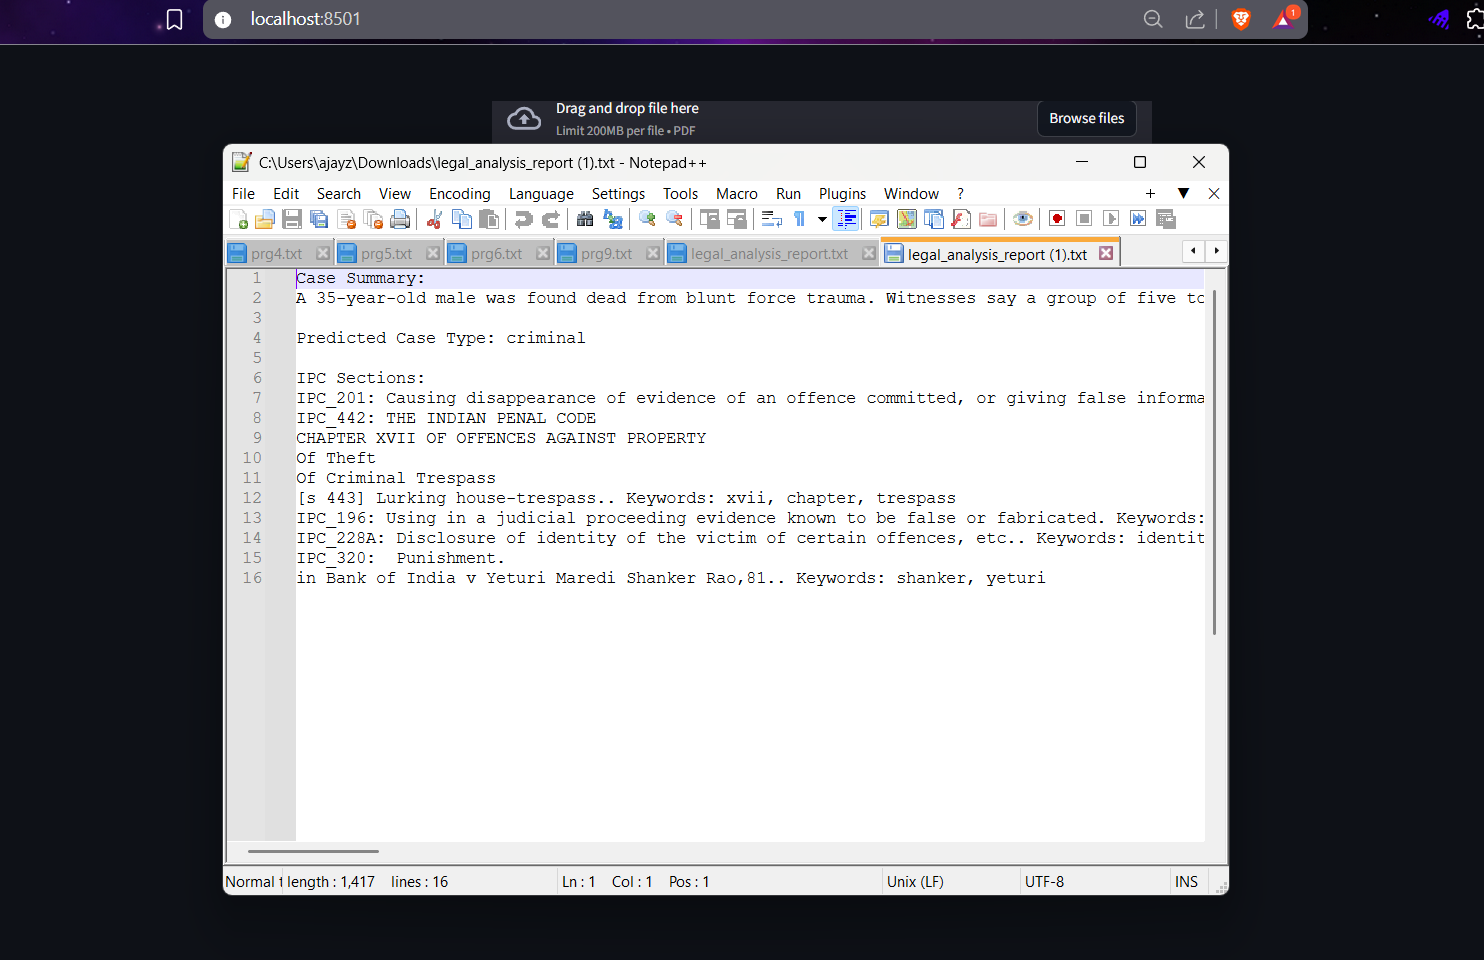 localhost:8501
1
Drag and drop file here
Limit 200MB per file • PDF
Browse files
C:\Users\ajayz\Downloads\legal_analysis_report (1).txt - Notepad++
File Edit Search View Encoding Language Settings Tools Macro Run Plugins Window ?
prg4.txt prg5.txt prg6.txt prg9.txt legal_analysis_report.txt legal_analysis_report (1).txt
1 Case Summary:
2 A 35-year-old male was found dead from blunt force trauma. Witnesses say a group of five to
3
4 Predicted Case Type: criminal
5
6 IPC Sections:
7 IPC_201: Causing disappearance of evidence of an offence committed, or giving false informa
8 IPC_442: THE INDIAN PENAL CODE
9 CHAPTER XVII OF OFFENCES AGAINST PROPERTY
10 Of Theft
11 Of Criminal Trespass
12 [s 443] Lurking house-trespass.. Keywords: xvii, chapter, trespass
13 IPC_196: Using in a judicial proceeding evidence known to be false or fabricated. Keywords:
14 IPC_228A: Disclosure of identity of the victim of certain offences, etc.. Keywords: identit
15 IPC_320:  Punishment.
16 in Bank of India v Yeturi Maredi Shanker Rao,81.. Keywords: shanker, yeturi
Normal t length : 1,417 lines : 16 Ln : 1 Col : 1 Pos : 1 Unix (LF) UTF-8 INS